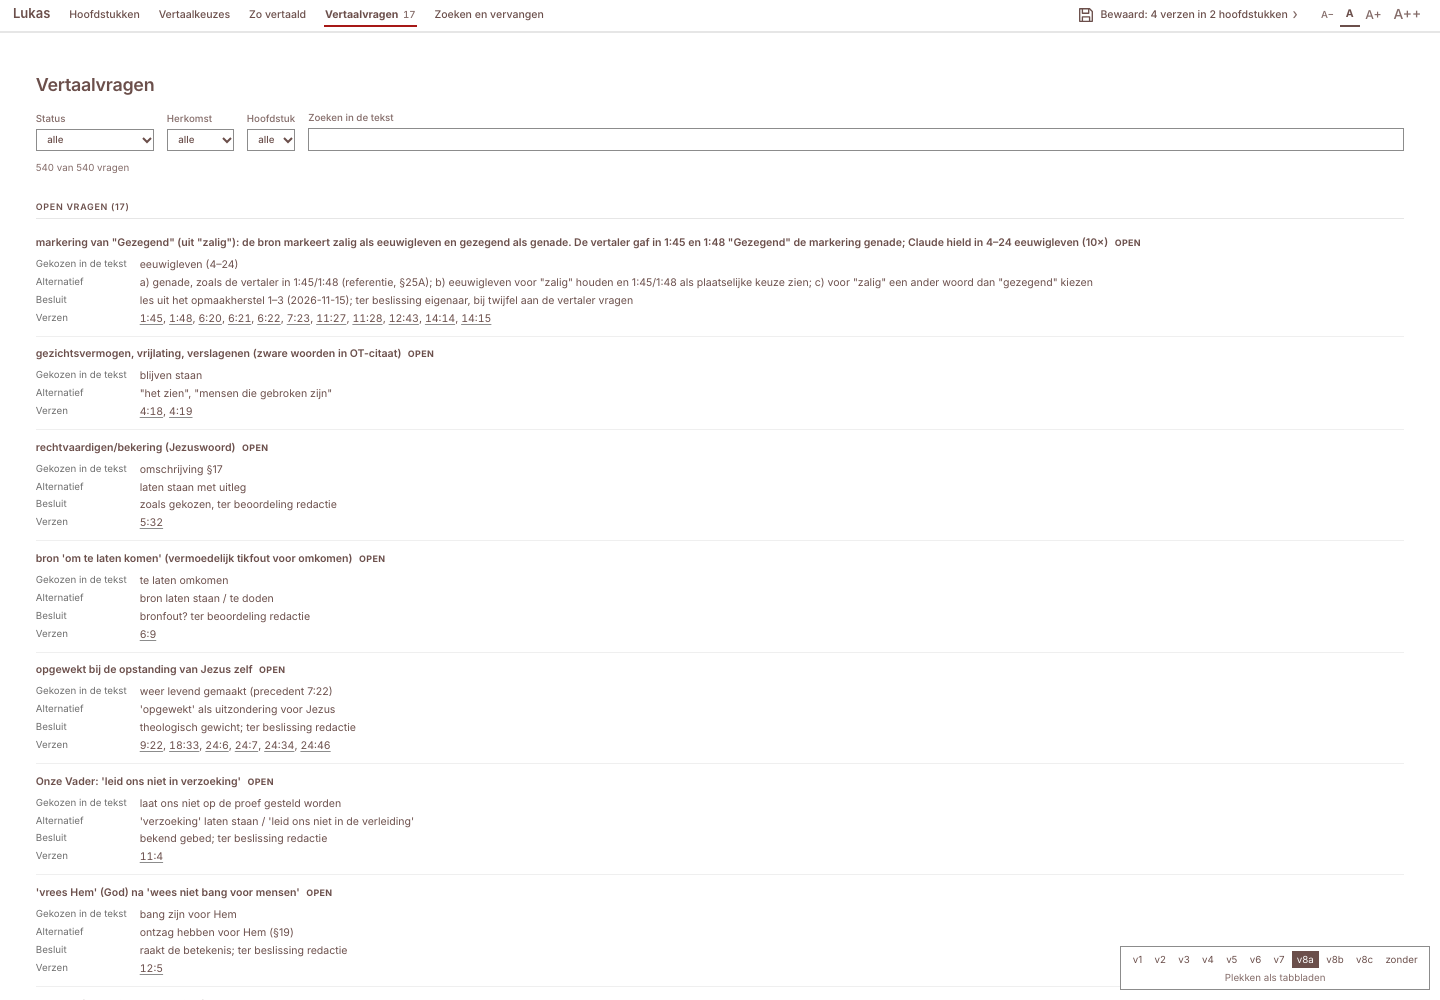 Lukas Hoofdstukken Vertaalkeuzes Zo vertaald Vertaalvragen 17 Zoeken en vervangen Bewaard: 4 verzen in 2 hoofdstukken › A− A A+ A++
Vertaalvragen
Status Herkomst Hoofdstuk Zoeken in de tekst
alle alle alle
540 van 540 vragen
OPEN VRAGEN (17)
markering van "Gezegend" (uit "zalig"): de bron markeert zalig als eeuwigleven en gezegend als genade. De vertaler gaf in 1:45 en 1:48 "Gezegend" de markering genade; Claude hield in 4–24 eeuwigleven (10×) OPEN
Gekozen in de tekst eeuwigleven (4–24)
Alternatief a) genade, zoals de vertaler in 1:45/1:48 (referentie, §25A); b) eeuwigleven voor "zalig" houden en 1:45/1:48 als plaatselijke keuze zien; c) voor "zalig" een ander woord dan "gezegend" kiezen
Besluit les uit het opmaakherstel 1–3 (2026-11-15); ter beslissing eigenaar, bij twijfel aan de vertaler vragen
Verzen 1:45, 1:48, 6:20, 6:21, 6:22, 7:23, 11:27, 11:28, 12:43, 14:14, 14:15
gezichtsvermogen, vrijlating, verslagenen (zware woorden in OT-citaat) OPEN
Gekozen in de tekst blijven staan
Alternatief "het zien", "mensen die gebroken zijn"
Verzen 4:18, 4:19
rechtvaardigen/bekering (Jezuswoord) OPEN
Gekozen in de tekst omschrijving §17
Alternatief laten staan met uitleg
Besluit zoals gekozen, ter beoordeling redactie
Verzen 5:32
bron 'om te laten komen' (vermoedelijk tikfout voor omkomen) OPEN
Gekozen in de tekst te laten omkomen
Alternatief bron laten staan / te doden
Besluit bronfout? ter beoordeling redactie
Verzen 6:9
opgewekt bij de opstanding van Jezus zelf OPEN
Gekozen in de tekst weer levend gemaakt (precedent 7:22)
Alternatief 'opgewekt' als uitzondering voor Jezus
Besluit theologisch gewicht; ter beslissing redactie
Verzen 9:22, 18:33, 24:6, 24:7, 24:34, 24:46
Onze Vader: 'leid ons niet in verzoeking' OPEN
Gekozen in de tekst laat ons niet op de proef gesteld worden
Alternatief 'verzoeking' laten staan / 'leid ons niet in de verleiding'
Besluit bekend gebed; ter beslissing redactie
Verzen 11:4
'vrees Hem' (God) na 'wees niet bang voor mensen' OPEN
Gekozen in de tekst bang zijn voor Hem
Alternatief ontzag hebben voor Hem (§19)
Besluit raakt de betekenis; ter beslissing redactie
Verzen 12:5
v1 v2 v3 v4 v5 v6 v7 v8a v8b v8c zonder
Plekken als tabbladen